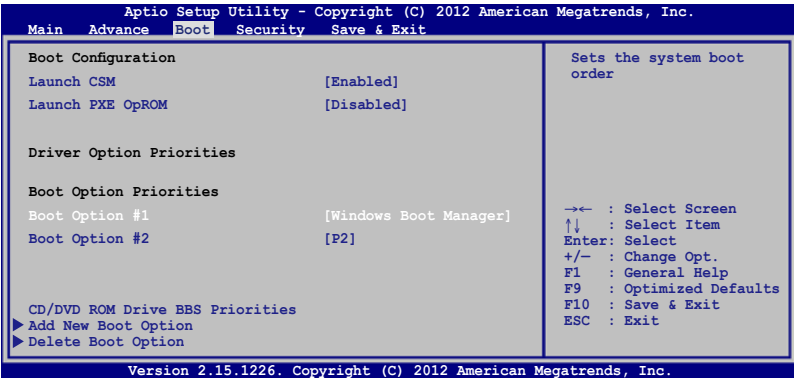 Aptio Setup Utility - Copyright (C) 2012 American Megatrends, Inc.
Main Advance Boot Security Save & Exit
Boot Configuration
Launch CSM [Enabled]
Launch PXE OpROM [Disabled]
Driver Option Priorities
Boot Option Priorities
Boot Option #1 [Windows Boot Manager]
Boot Option #2 [P2]
CD/DVD ROM Drive BBS Priorities
Add New Boot Option
Delete Boot Option
Sets the system boot
order
→← : Select Screen
↑↓ : Select Item
Enter: Select
+/— : Change Opt.
F1 : General Help
F9 : Optimized Defaults
F10 : Save & Exit
ESC : Exit
Version 2.15.1226. Copyright (C) 2012 American Megatrends, Inc.